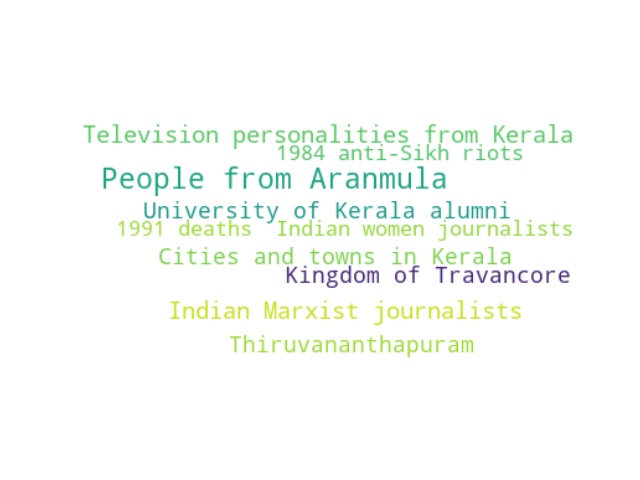 Television personalities from Kerala
1984 anti-Sikh riots
People from Aranmula
University of Kerala alumni
1991 deaths Indian women journalists
Cities and towns in Kerala
Kingdom of Travancore
Indian Marxist journalists
Thiruvananthapuram